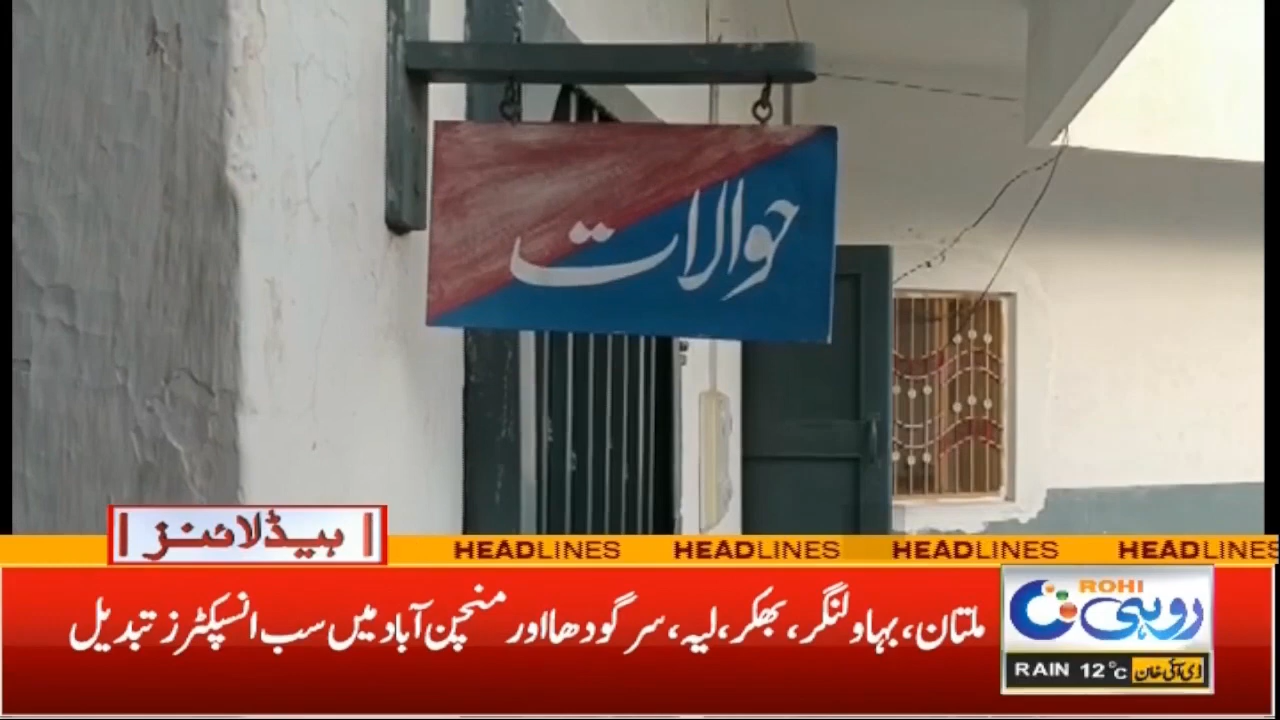 حوالات
ہیڈلائنز
HEADLINES HEADLINES HEADLINES HEADLINES
ملتان، بہاولنگر، بھکر، لیہ، سرگودھا اور منچن آباد میں سب انسپکٹرز تبدیل
ROHI
روہی
RAIN 12°c ڈی آئی خان